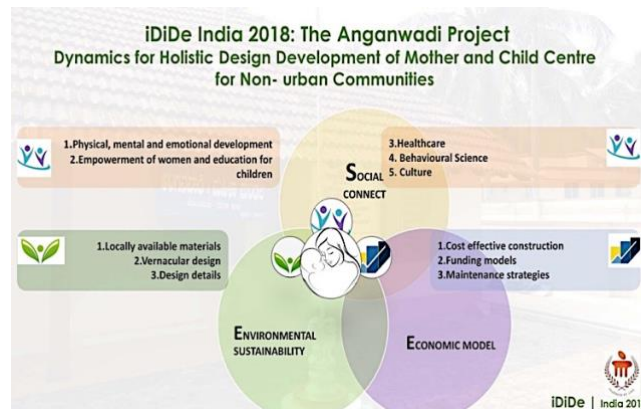 iDiDe India 2018: The Anganwadi Project
Dynamics for Holistic Design Development of Mother and Child Centre
for Non- urban Communities
1.Physical, mental and emotional development
2.Empowerment of women and education for
children
3.Healthcare
4. Behavioural Science
5. Culture
SOCIAL
CONNECT
1.Locally available materials
2.Vernacular design
3.Design details
1.Cost effective construction
2.Funding models
3.Maintenance strategies
ENVIRONMENTAL
SUSTAINABILITY
ECONOMIC MODEL
iDiDe | India 201